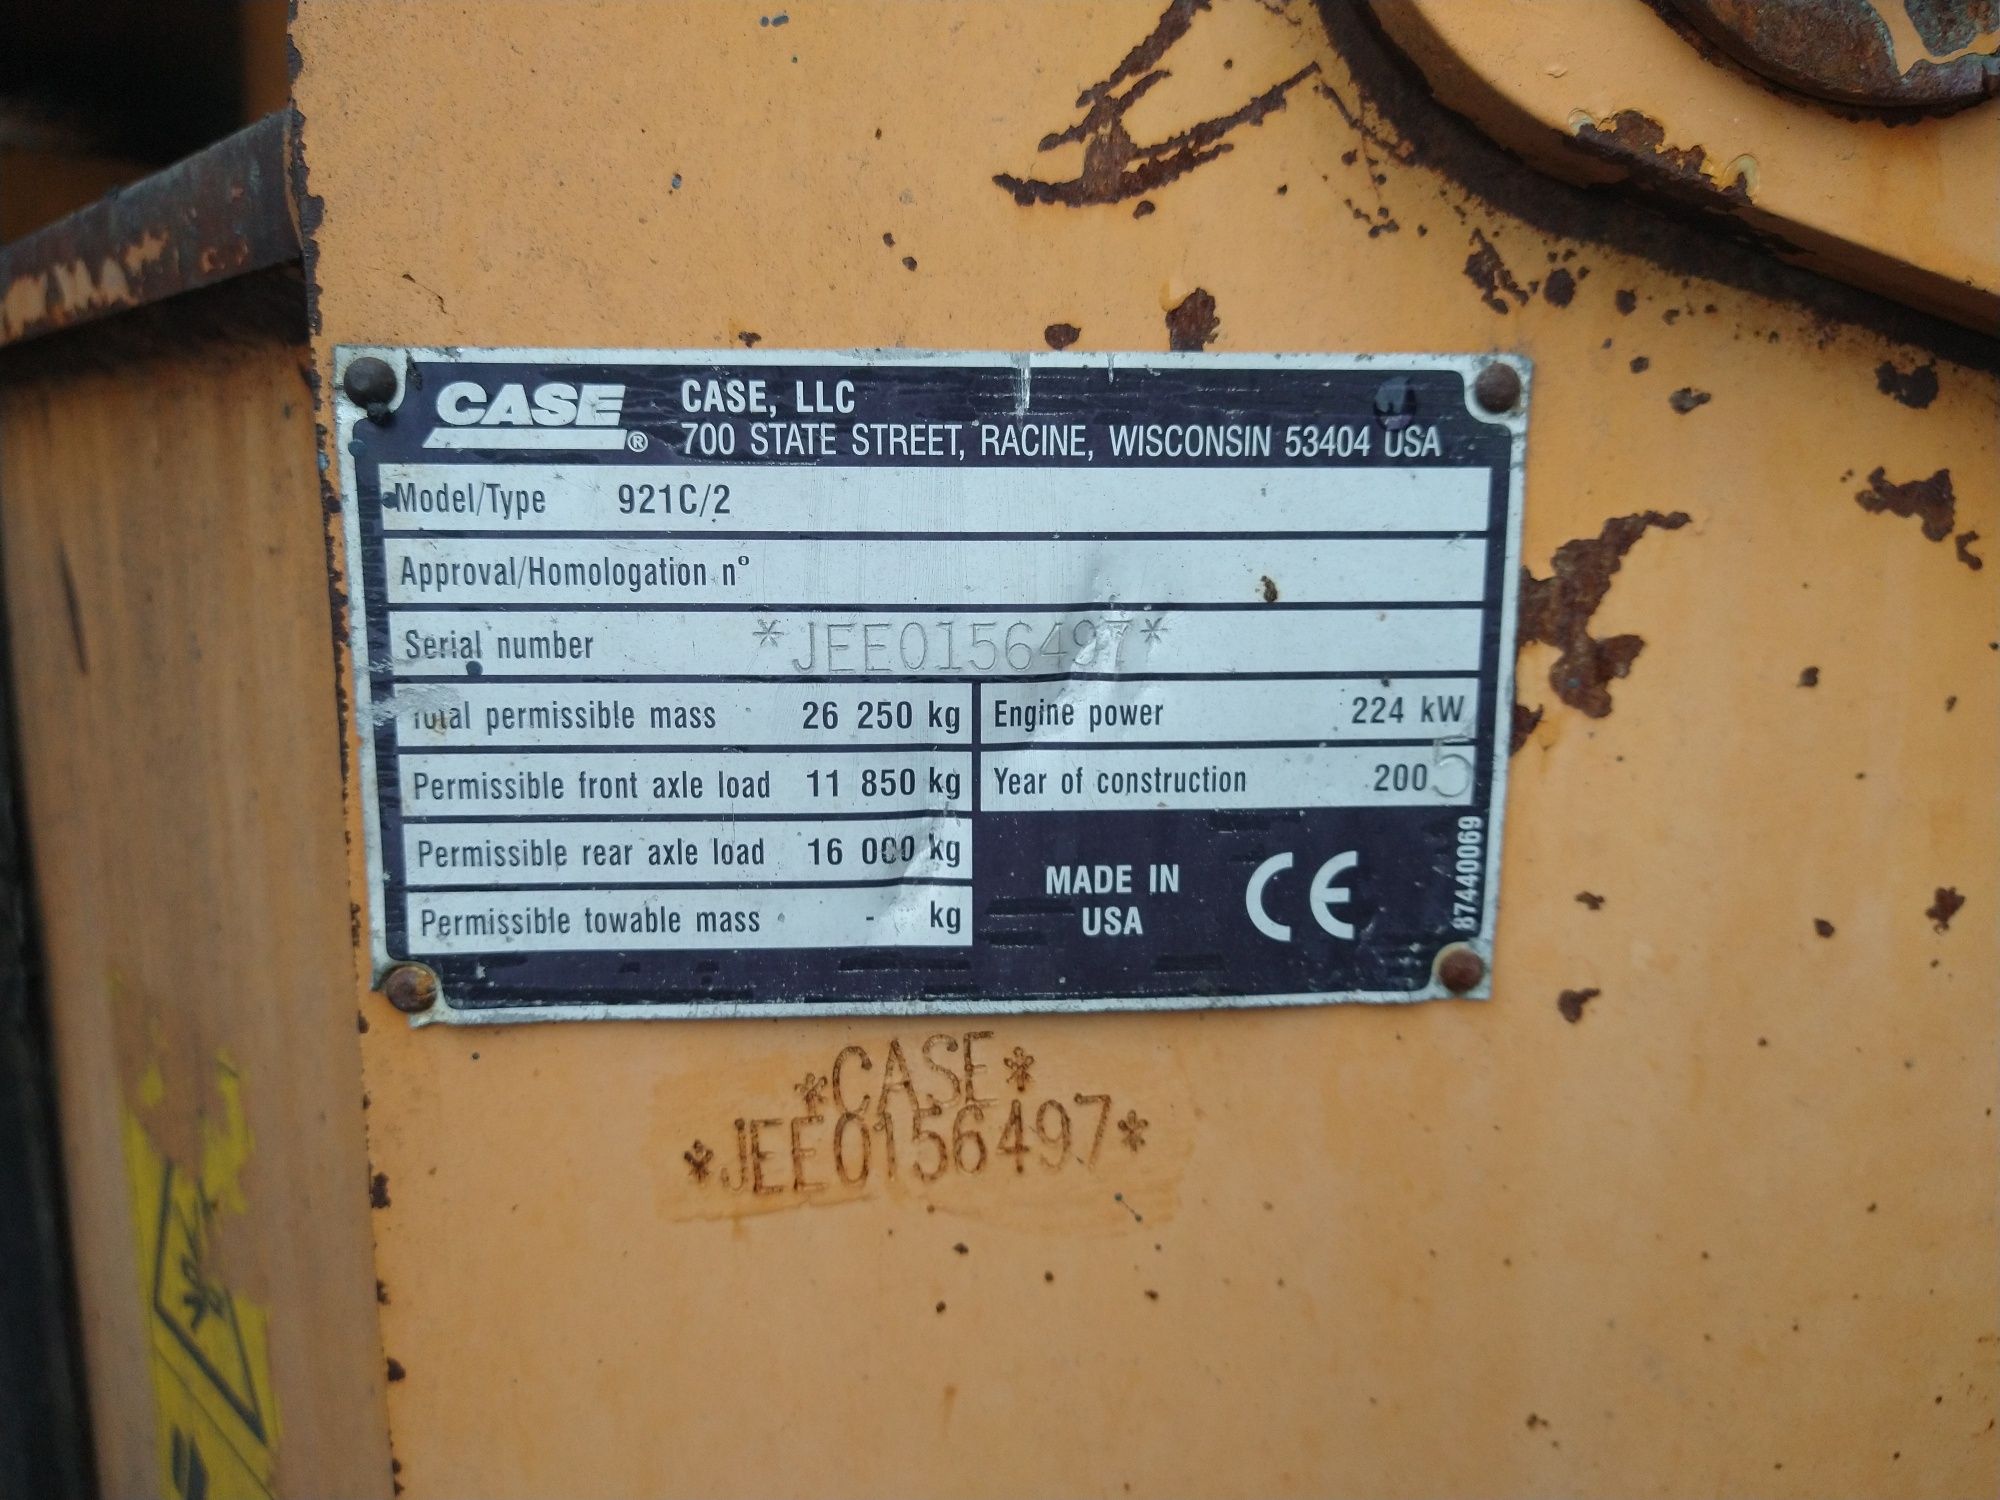 CASE ® CASE, LLC
700 STATE STREET, RACINE, WISCONSIN 53404 USA
Model/Type 921C/2
Approval/Homologation nº
Serial number *JEE0156497*
Total permissible mass 26 250 kg
Engine power 224 kW
Permissible front axle load 11 850 kg
Year of construction 2005
Permissible rear axle load 16 000 kg
Permissible towable mass - kg
MADE IN
USA
CE
87440069
*CASE*
*JEE0156497*